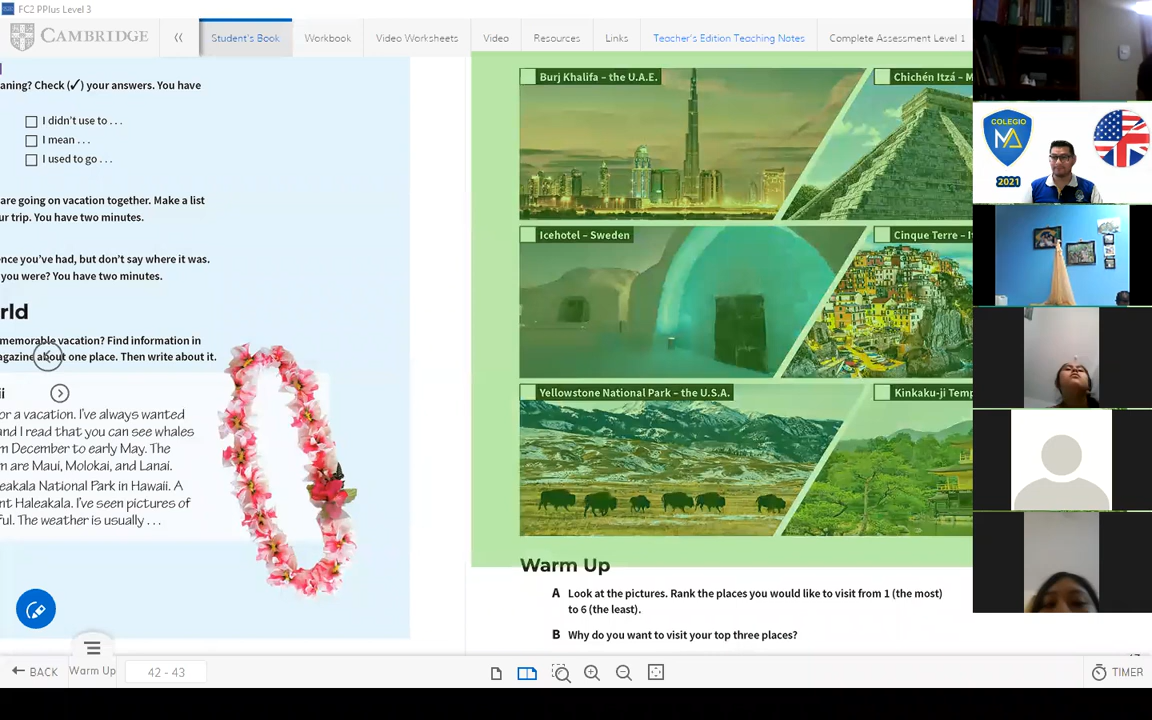 FC2 PPlus Level 3
CAMBRIDGE
Student's Book
Workbook
Video Worksheets
Video
Resources
Links
Teacher's Edition Teaching Notes
Complete Assessment Level 1
aning? Check (✓) your answers. You have
I didn't use to . . .
I mean . . .
I used to go . . .
are going on vacation together. Make a list
ur trip. You have two minutes.
ence you've had, but don't say where it was.
you were? You have two minutes.
rld
memorable vacation? Find information in
agazine about one place. Then write about it.
ii
or a vacation. I've always wanted
and I read that you can see whales
m December to early May. The
n are Maui, Molokai, and Lanai.
eakala National Park in Hawaii. A
nt Haleakala. I've seen pictures of
ful. The weather is usually . . .
Burj Khalifa – the U.A.E.
Chichén Itzá – M
Icehotel – Sweden
Cinque Terre – It
Yellowstone National Park – the U.S.A.
Kinkaku-ji Temp
Warm Up
A Look at the pictures. Rank the places you would like to visit from 1 (the most)
to 6 (the least).
B Why do you want to visit your top three places?
COLEGIO
MA
2021
BACK
Warm Up
42 - 43
TIMER